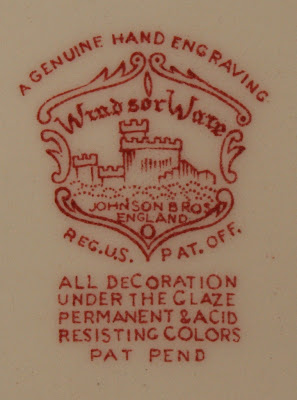 A GENUINE HAND ENGRAVING
Windsor Ware
JOHNSON BROS
ENGLAND
REG. U.S. PAT. OFF.
ALL DECORATION
UNDER THE GLAZE
PERMANENT & ACID
RESISTING COLORS
PAT PEND